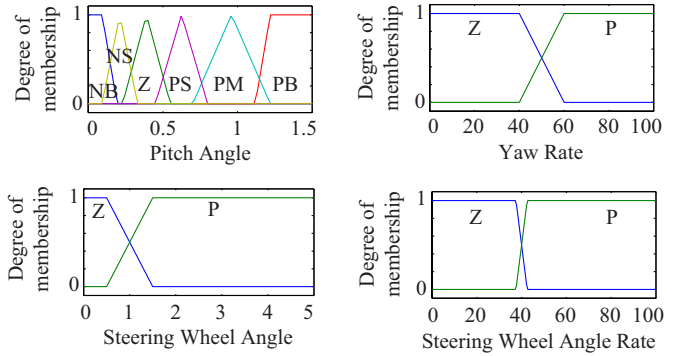 Degree of
membership
1
0
NB
NS
Z
PS
PM
PB
0
0.5
1
1.5
Pitch Angle
Degree of
membership
1
0
Z
P
0
20
40
60
80
100
Yaw Rate
Degree of
membership
1
0
Z
P
0
1
2
3
4
5
Steering Wheel Angle
Degree of
membership
1
0
Z
P
0
20
40
60
80
100
Steering Wheel Angle Rate